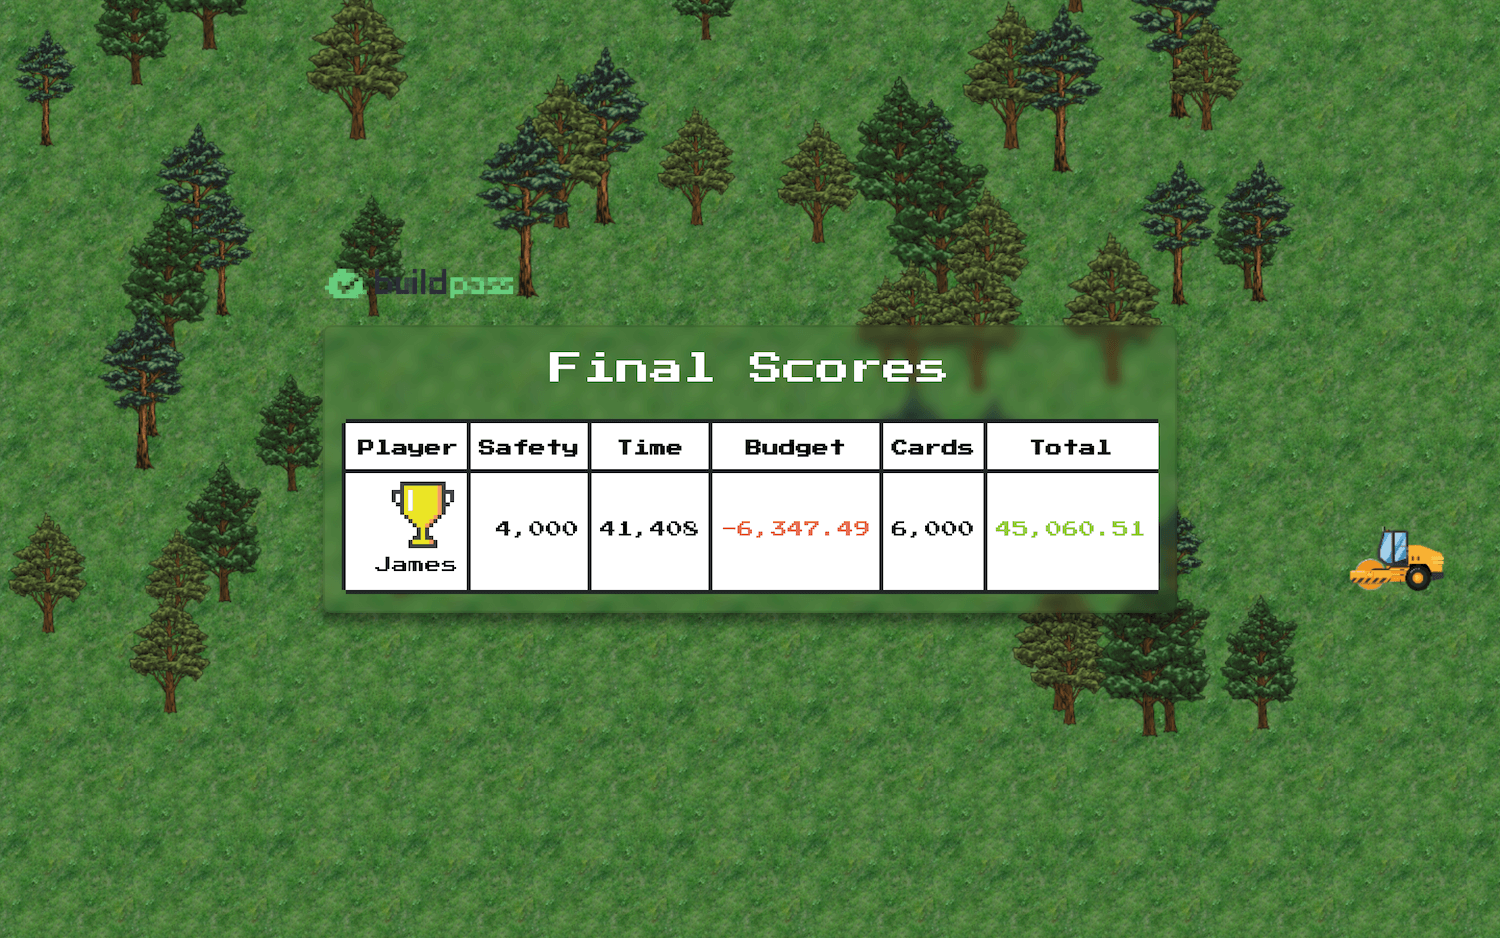 buildpass
Final Scores
Player Safety Time Budget Cards Total
4,000 41,408 -6,347.49 6,000 45,060.51
James